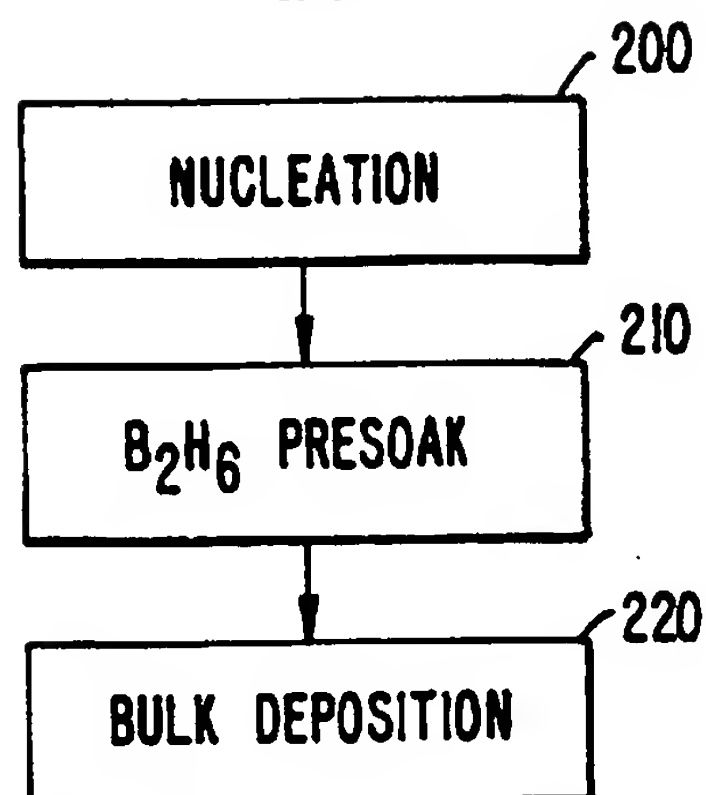 200
NUCLEATION
210
B₂H₆ PRESOAK
220
BULK DEPOSITION